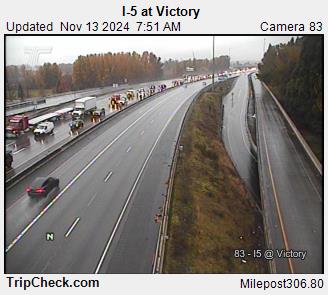 I-5 at Victory
Updated Nov 13 2024 7:51 AM Camera 83
N
83 - I5 @ Victory
TripCheck.com Milepost306.80